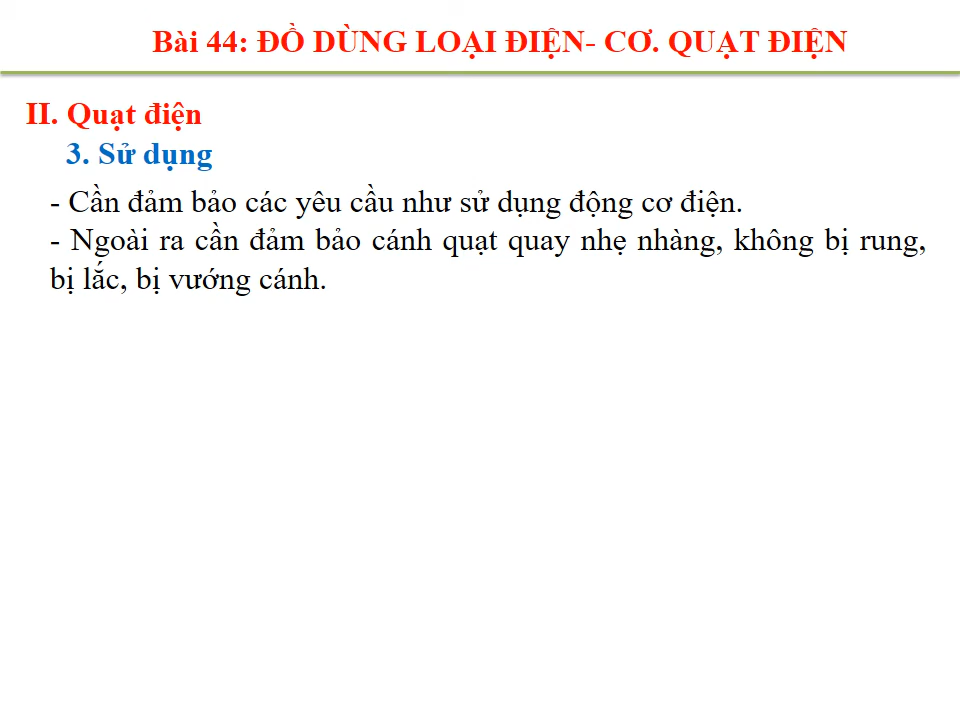 Bài 44: ĐỒ DÙNG LOẠI ĐIỆN- CƠ. QUẠT ĐIỆN
II. Quạt điện
3. Sử dụng
- Cần đảm bảo các yêu cầu như sử dụng động cơ điện.
- Ngoài ra cần đảm bảo cánh quạt quay nhẹ nhàng, không bị rung,
bị lắc, bị vướng cánh.